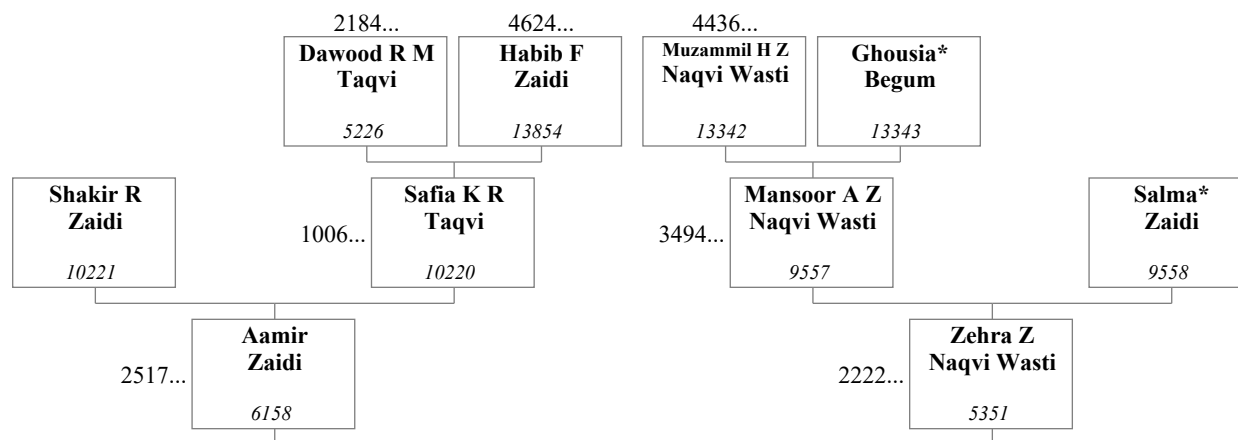 2184...
4624...
4436...
Dawood R M
Taqvi
5226
Habib F
Zaidi
13854
Muzammil H Z
Naqvi Wasti
13342
Ghousia*
Begum
13343
Shakir R
Zaidi
10221
1006...
Safia K R
Taqvi
10220
3494...
Mansoor A Z
Naqvi Wasti
9557
Salma*
Zaidi
9558
2517...
Aamir
Zaidi
6158
2222...
Zehra Z
Naqvi Wasti
5351